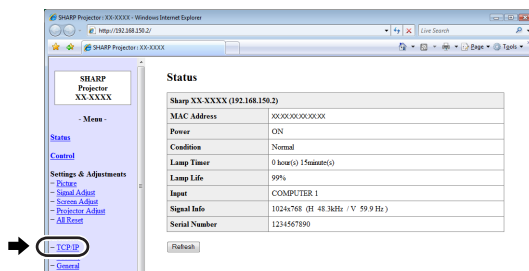 SHARP Projector : XX-XXXX - Windows Internet Explorer
http://192.168.150.2/
Live Search
SHARP Projector : XX-XXXX
Page
Tools
SHARP
Projector
XX-XXXX
- Menu -
Status
Control
Settings & Adjustments
– Picture
– Signal Adjust
– Screen Adjust
– Projector Adjust
– All Reset
– TCP/IP
– General
Status
Sharp XX-XXXX (192.168.150.2)
MAC Address XX:XX:XX:XX:XX:XX
Power ON
Condition Normal
Lamp Timer 0 hour(s) 15minute(s)
Lamp Life 99%
Input COMPUTER 1
Signal Info 1024x768 (H 48.3kHz / V 59.9 Hz )
Serial Number 1234567890
Refresh